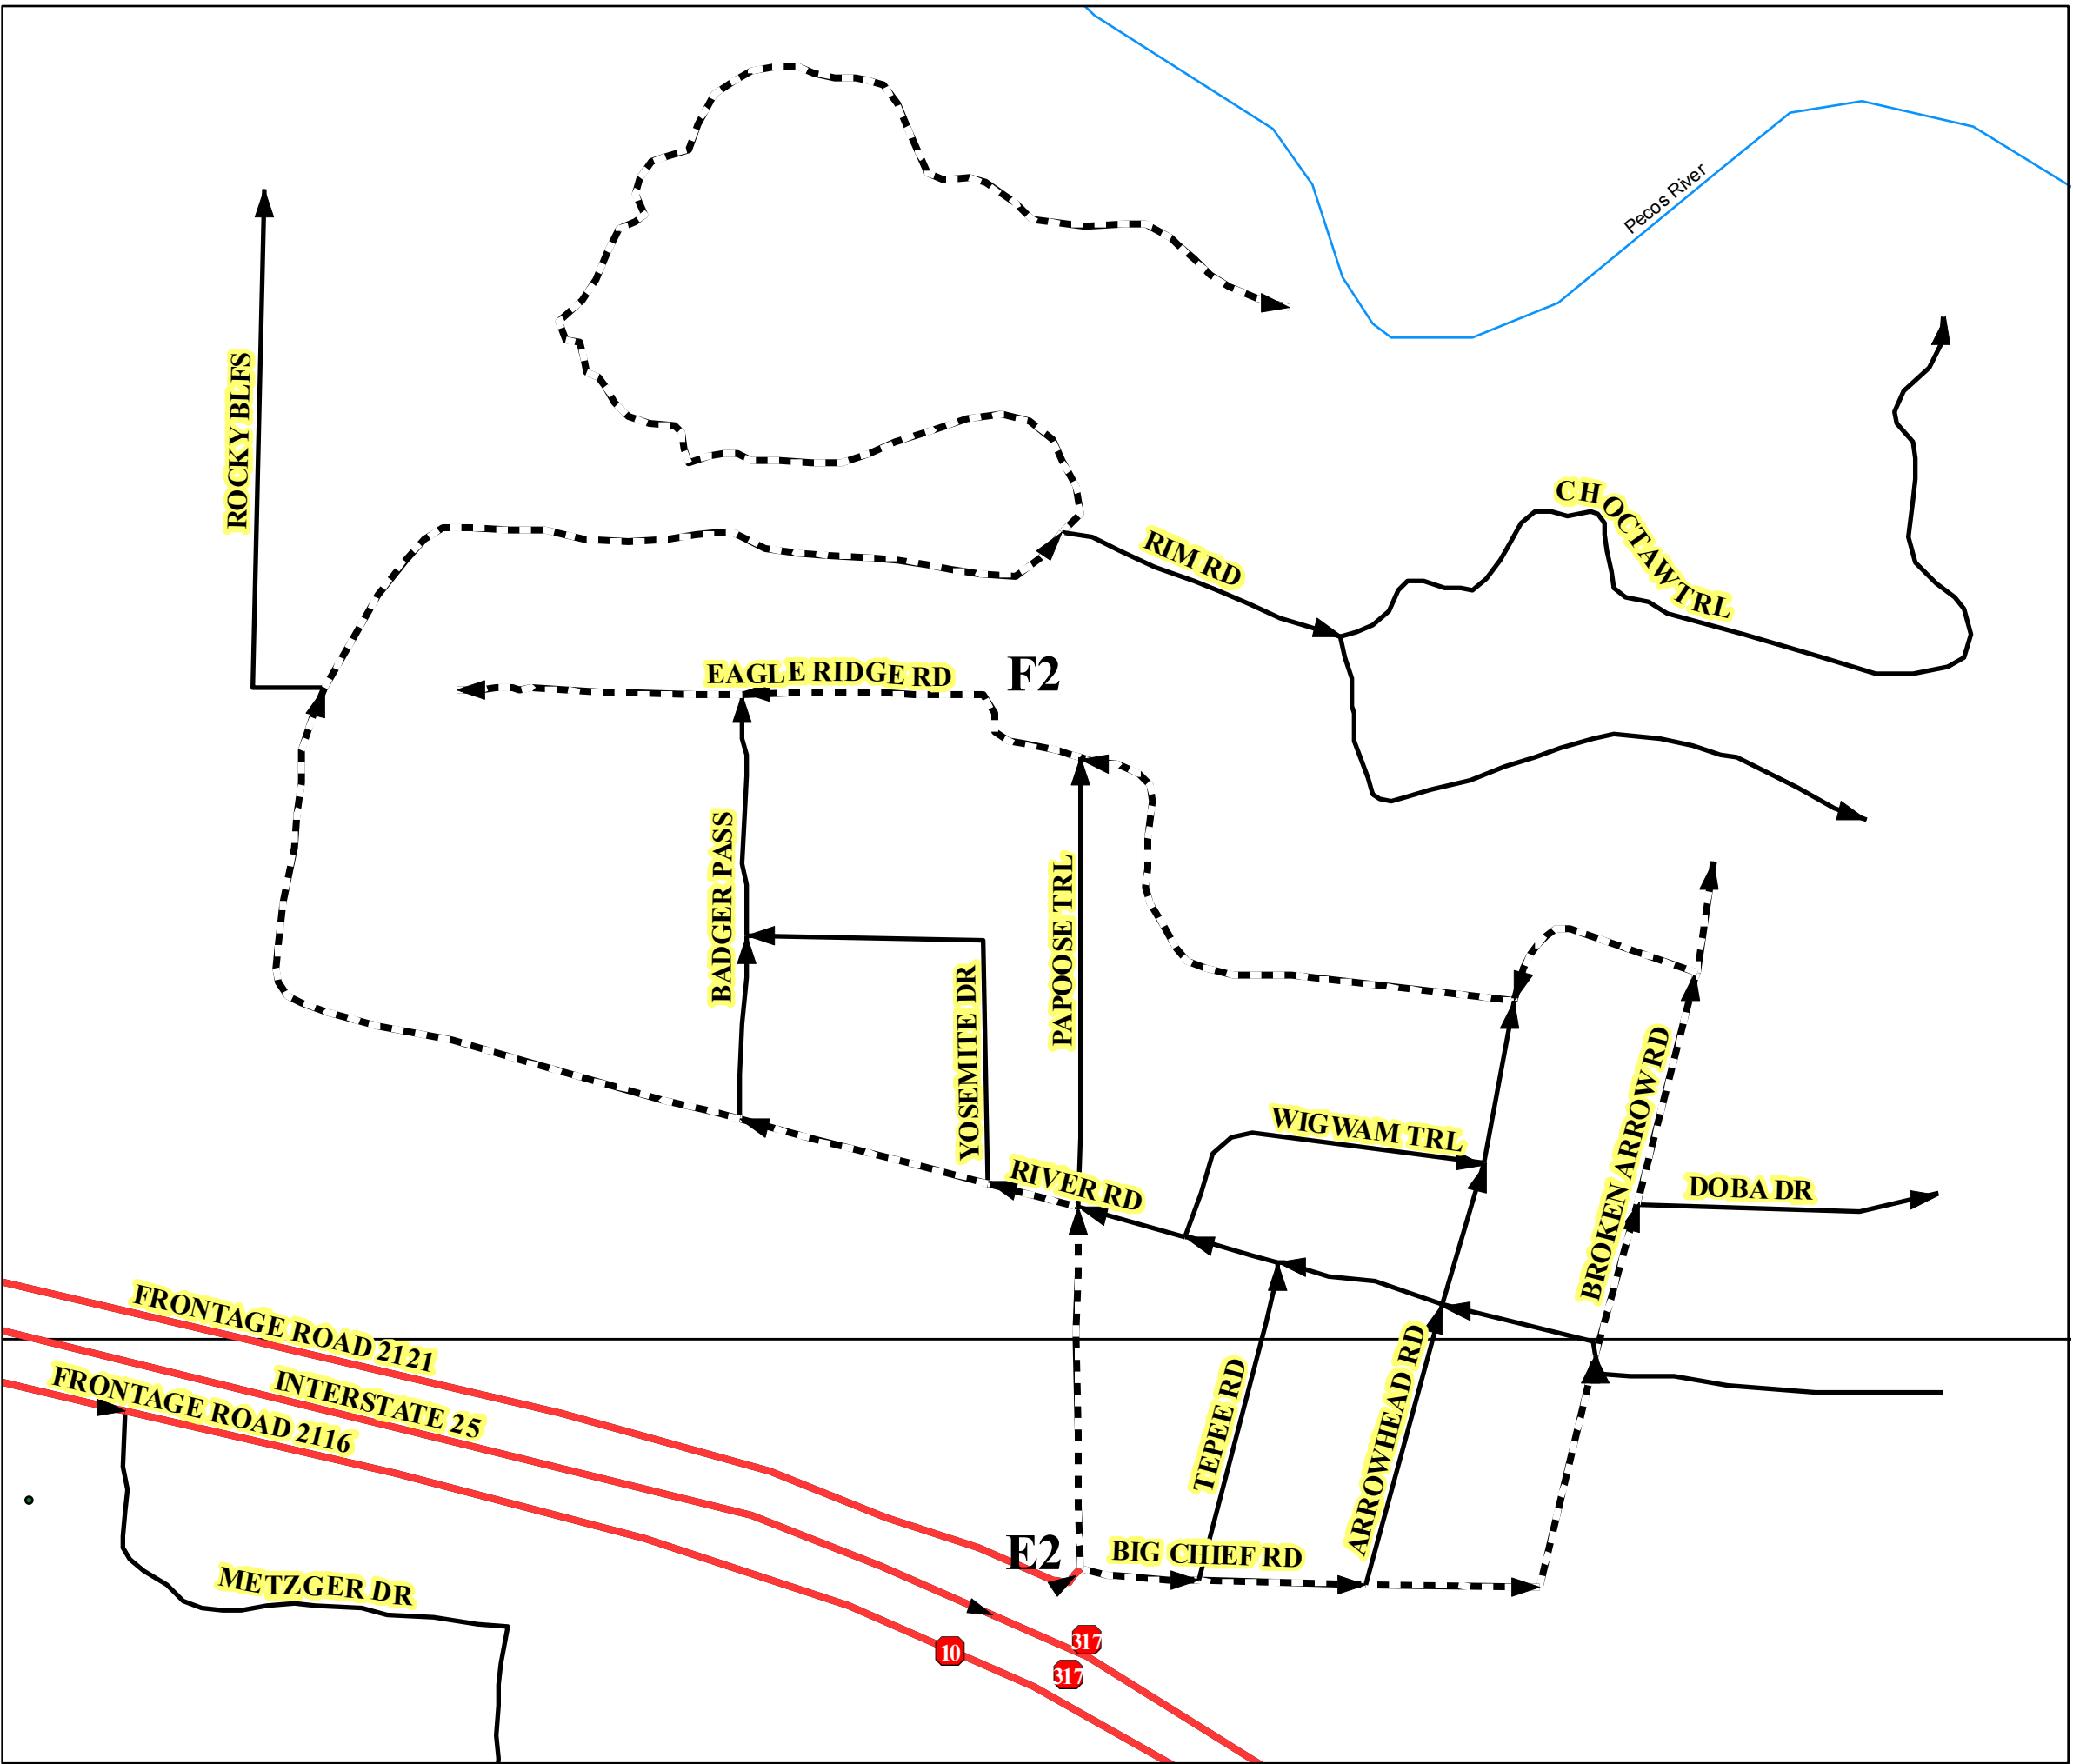 Pecos River
ROCKY BLFS
CHOCTAW TRL
RIM RD
EAGLE RIDGE RD
F2
BADGER PASS
PAPOOSE TRL
YOSEMITE DR
WIGWAM TRL
BROKEN ARROW RD
RIVER RD
DOBA DR
FRONTAGE ROAD 2121
INTERSTATE 25
FRONTAGE ROAD 2116
TEPEE RD
ARROWHEAD RD
E2
BIG CHIEF RD
METZGER DR
317
10
317